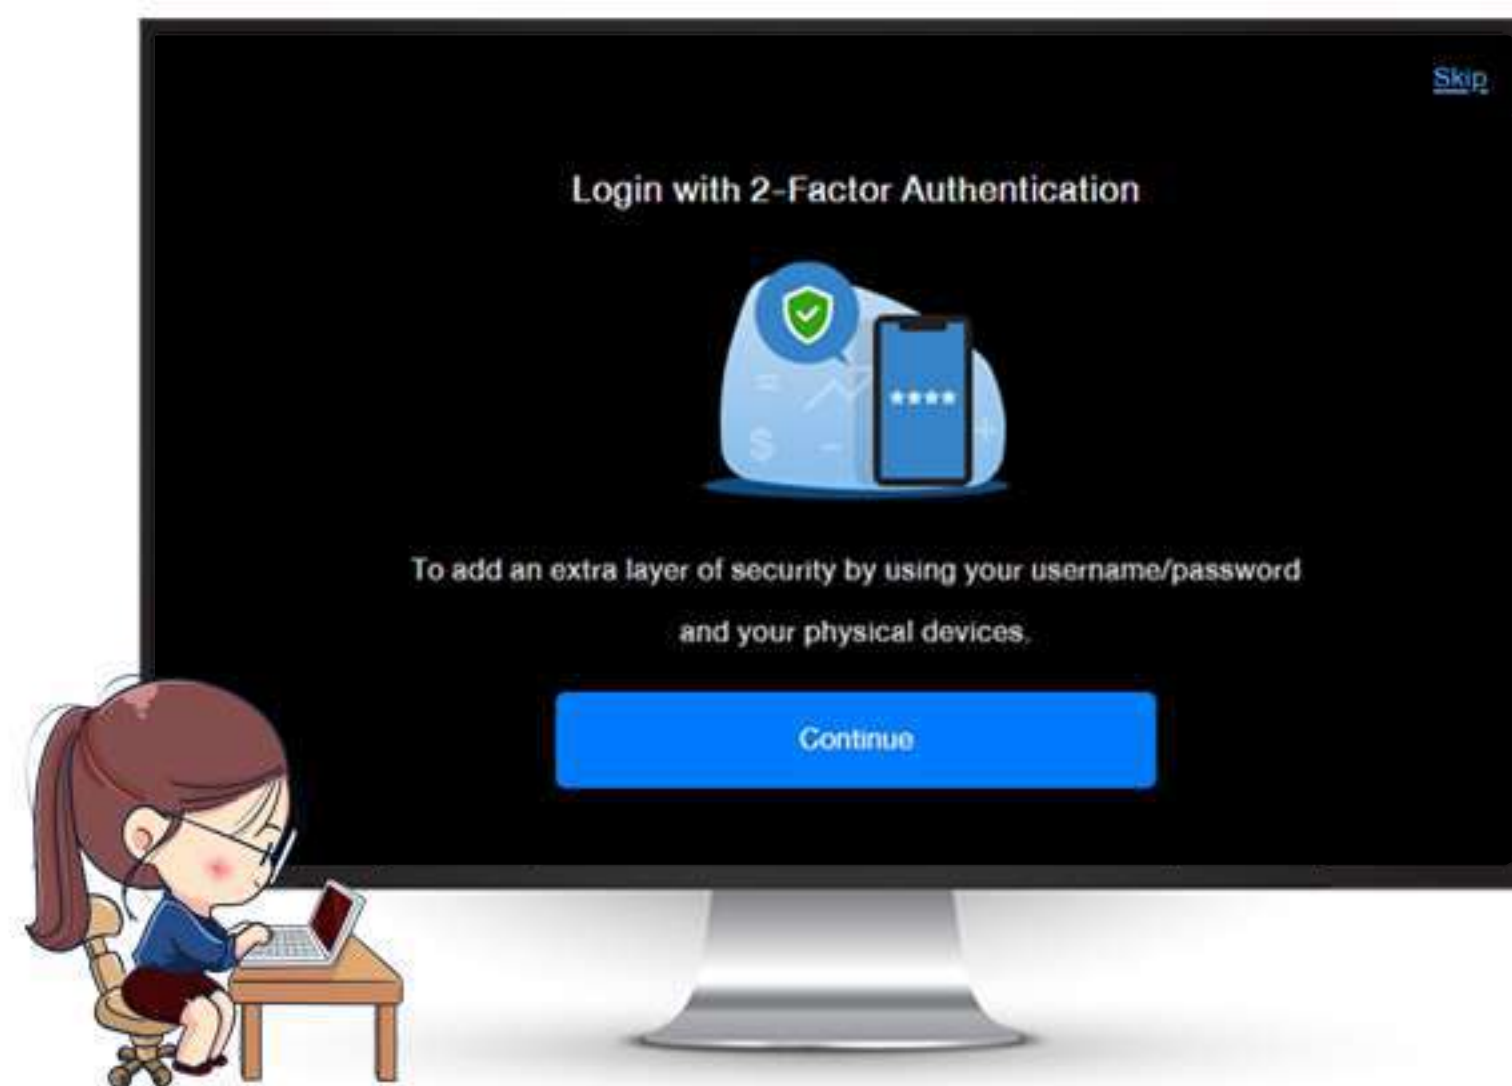 Skip
Login with 2-Factor Authentication
$
****
To add an extra layer of security by using your username/password
and your physical devices.
Continue